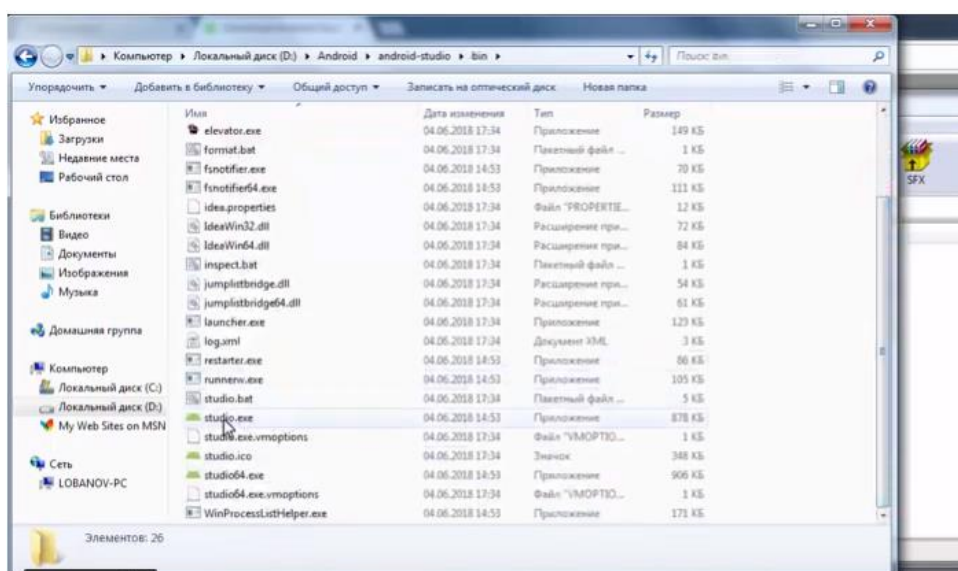 Компьютер ▸ Локальный диск (D:) ▸ Android ▸ android-studio ▸ bin ▸
Поиск: bin
Упорядочить Добавить в библиотеку Общий доступ Записать на оптический диск Новая папка
Избранное
Загрузки
Недавние места
Рабочий стол
Библиотеки
Видео
Документы
Изображения
Музыка
Домашняя группа
Компьютер
Локальный диск (C:)
Локальный диск (D:)
My Web Sites on MSN
Сеть
LOBANOV-PC
Имя Дата изменения Тип Размер
elevator.exe 04.06.2018 17:34 Приложение 149 КБ
format.bat 04.06.2018 17:34 Пакетный файл ... 1 КБ
fsnotifier.exe 04.06.2018 14:53 Приложение 70 КБ
fsnotifier64.exe 04.06.2018 14:53 Приложение 111 КБ
idea.properties 04.06.2018 17:34 Файл "PROPERTIE... 12 КБ
IdeaWin32.dll 04.06.2018 17:34 Расширение при... 72 КБ
IdeaWin64.dll 04.06.2018 17:34 Расширение при... 84 КБ
inspect.bat 04.06.2018 17:34 Пакетный файл ... 1 КБ
jumplistbridge.dll 04.06.2018 17:34 Расширение при... 54 КБ
jumplistbridge64.dll 04.06.2018 17:34 Расширение при... 61 КБ
launcher.exe 04.06.2018 17:34 Приложение 123 КБ
log.xml 04.06.2018 17:34 Документ XML 3 КБ
restarter.exe 04.06.2018 14:53 Приложение 86 КБ
runnerw.exe 04.06.2018 14:53 Приложение 105 КБ
studio.bat 04.06.2018 17:34 Пакетный файл ... 5 КБ
studio.exe 04.06.2018 14:53 Приложение 878 КБ
studio.exe.vmoptions 04.06.2018 17:34 Файл "VMOPTIO... 1 КБ
studio.ico 04.06.2018 17:34 Значок 348 КБ
studio64.exe 04.06.2018 14:53 Приложение 906 КБ
studio64.exe.vmoptions 04.06.2018 17:34 Файл "VMOPTIO... 1 КБ
WinProcessListHelper.exe 04.06.2018 14:53 Приложение 171 КБ
Элементов: 26
SFX